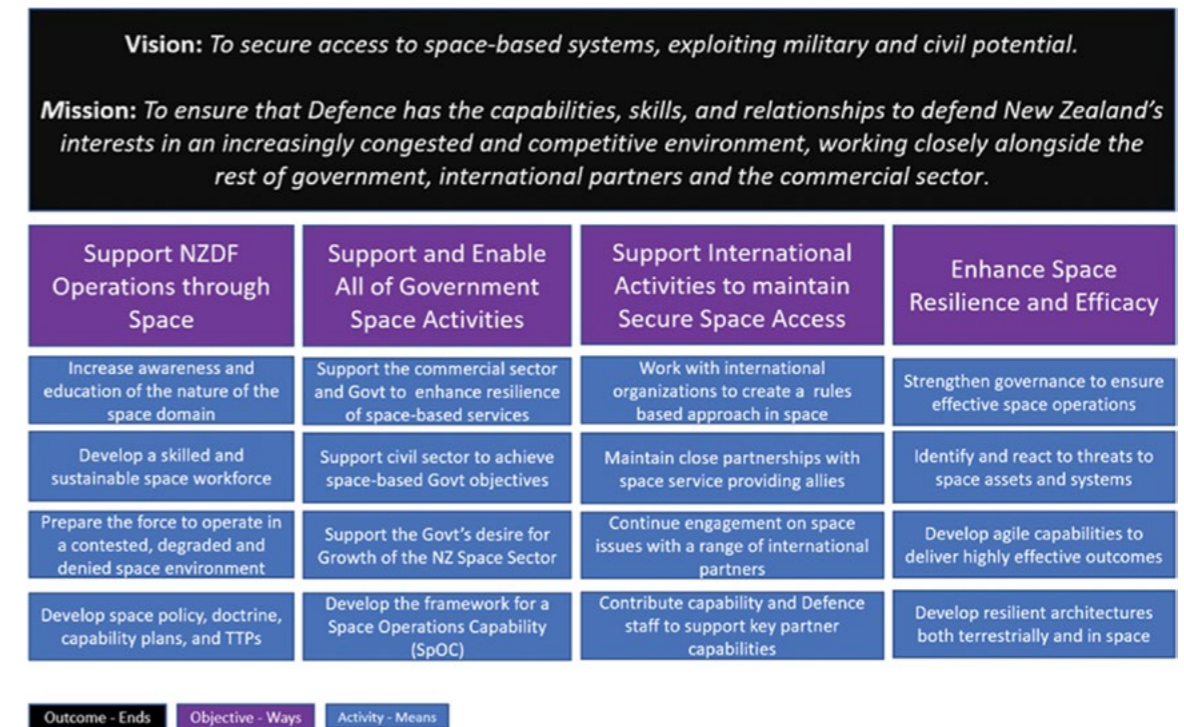 Vision: To secure access to space-based systems, exploiting military and civil potential.
Mission: To ensure that Defence has the capabilities, skills, and relationships to defend New Zealand's
interests in an increasingly congested and competitive environment, working closely alongside the
rest of government, international partners and the commercial sector.
Support NZDF
Operations through
Space
Increase awareness and
education of the nature of the
space domain
Develop a skilled and
sustainable space workforce
Prepare the force to operate in
a contested, degraded and
denied space environment
Develop space policy, doctrine,
capability plans, and TTPs
Support and Enable
All of Government
Space Activities
Support the commercial sector
and Govt to enhance resilience
of space-based services
Support civil sector to achieve
space-based Govt objectives
Support the Govt's desire for
Growth of the NZ Space Sector
Develop the framework for a
Space Operations Capability
(SpOC)
Support International
Activities to maintain
Secure Space Access
Work with international
organizations to create a rules
based approach in space
Maintain close partnerships with
space service providing allies
Continue engagement on space
issues with a range of international
partners
Contribute capability and Defence
staff to support key partner
capabilities
Enhance Space
Resilience and Efficacy
Strengthen governance to ensure
effective space operations
Identify and react to threats to
space assets and systems
Develop agile capabilities to
deliver highly effective outcomes
Develop resilient architectures
both terrestrially and in space
Outcome - Ends
Objective - Ways
Activity - Means